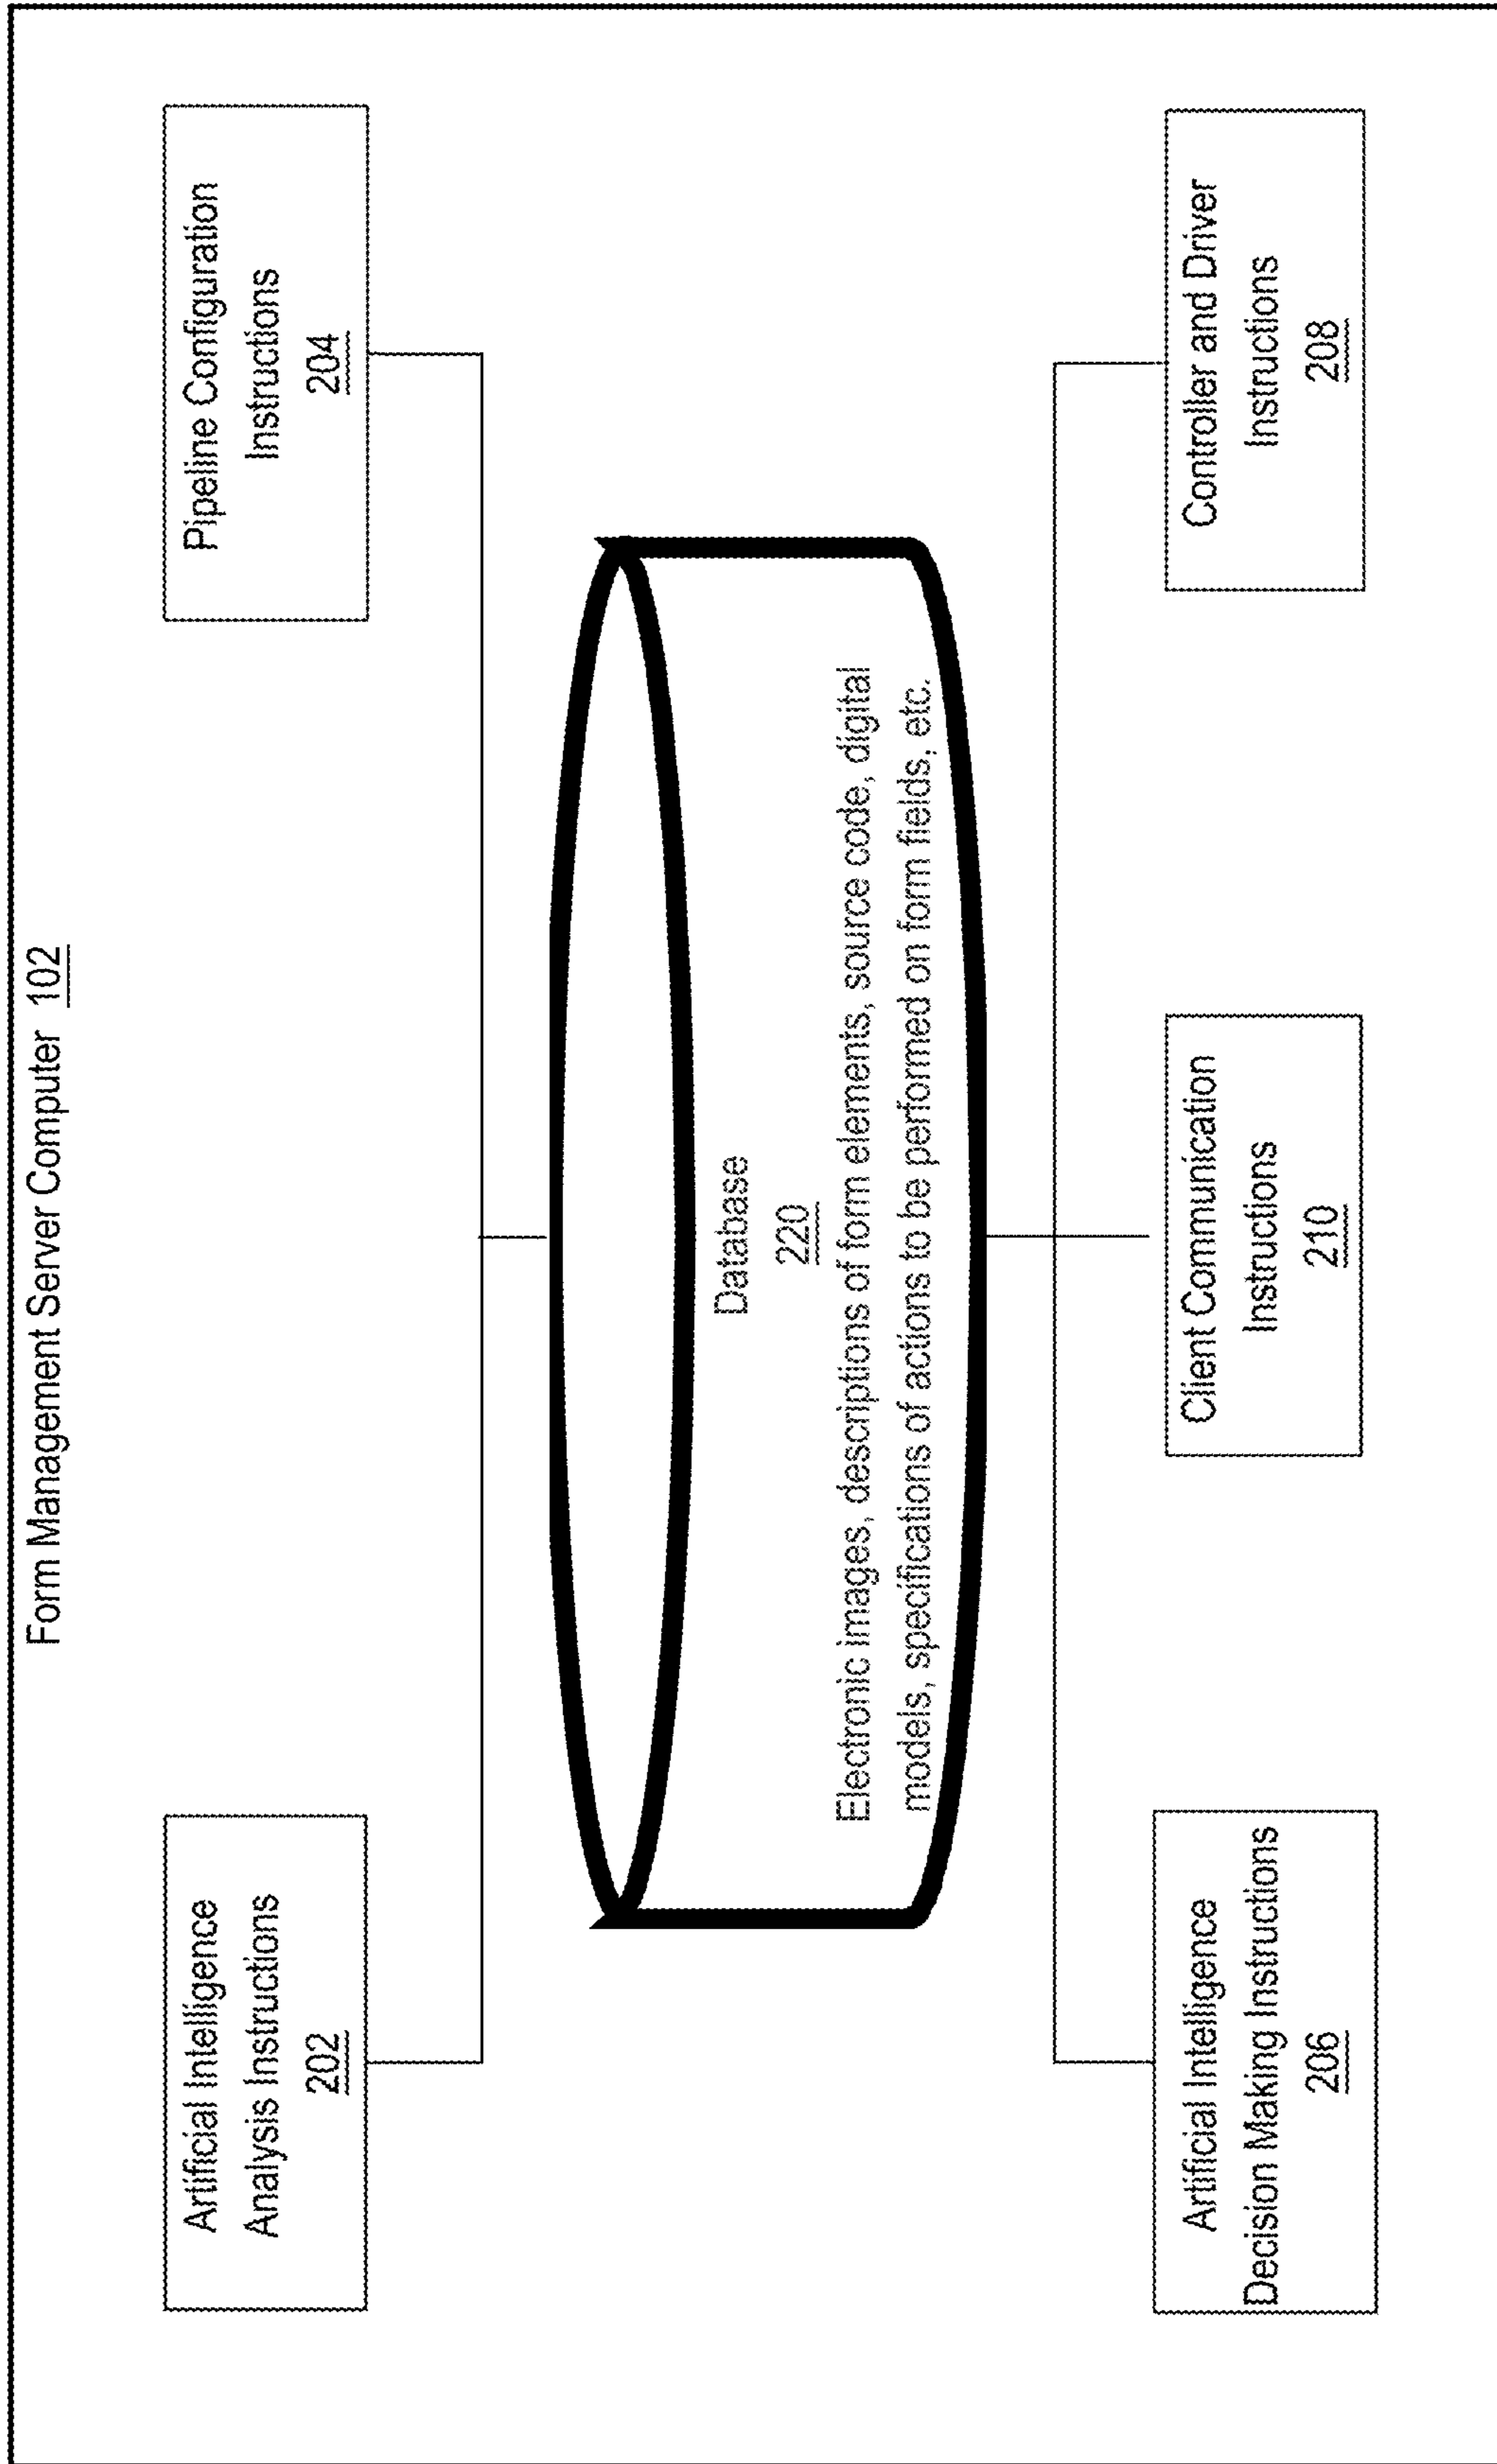 Form Management Server Computer 102
Artificial Intelligence
Analysis Instructions
202
Pipeline Configuration
Instructions
204
Database
220
Electronic images, descriptions of form elements, source code, digital
models, specifications of actions to be performed on form fields, etc.
Artificial Intelligence
Decision Making Instructions
206
Client Communication
Instructions
210
Controller and Driver
Instructions
208